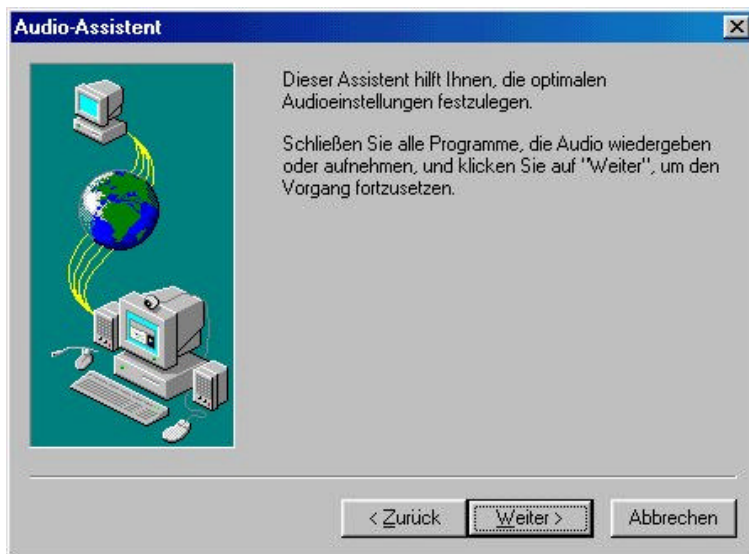 Audio-Assistent
Dieser Assistent hilft Ihnen, die optimalen
Audioeinstellungen festzulegen.
Schließen Sie alle Programme, die Audio wiedergeben
oder aufnehmen, und klicken Sie auf "Weiter", um den
Vorgang fortzusetzen.
< Zurück
Weiter >
Abbrechen